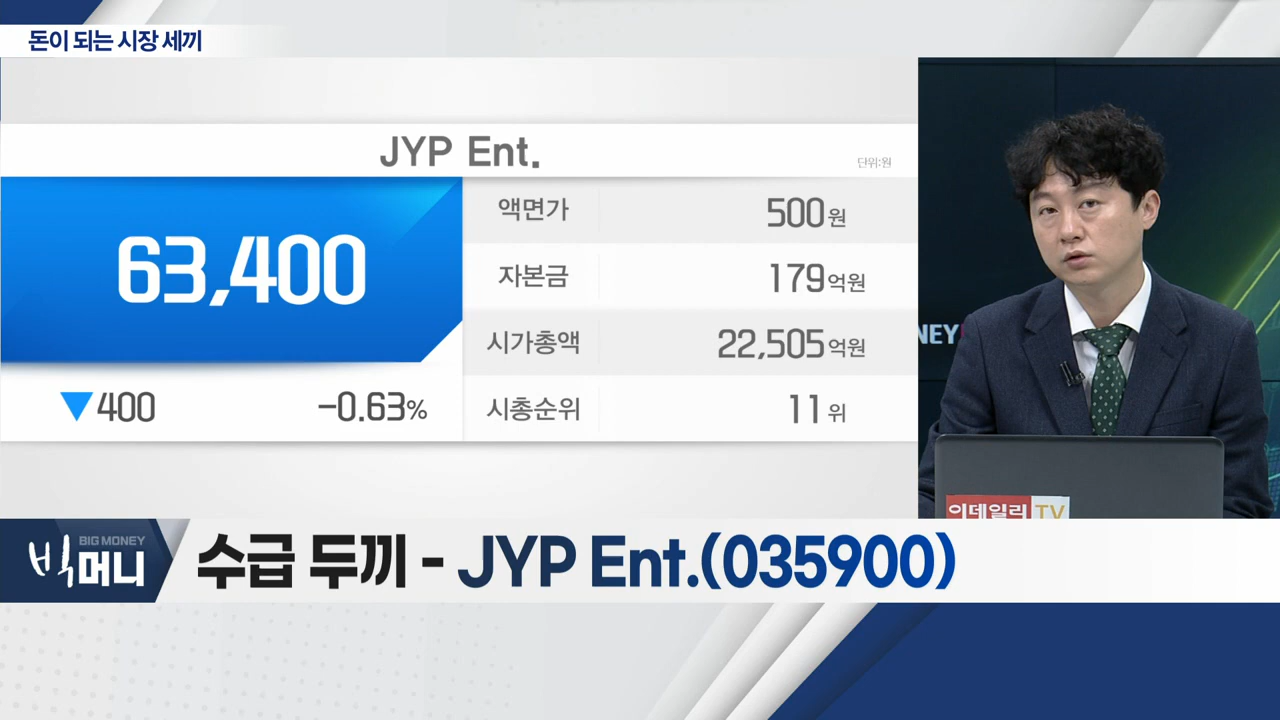 돈이 되는 시장 세끼
JYP Ent.
단위:원
63,400
▼400 -0.63%
액면가 500원
자본금 179억원
시가총액 22,505억원
시총순위 11위
NEY
이데일리 TV
BIG MONEY
빅머니
수급 두끼 - JYP Ent.(035900)